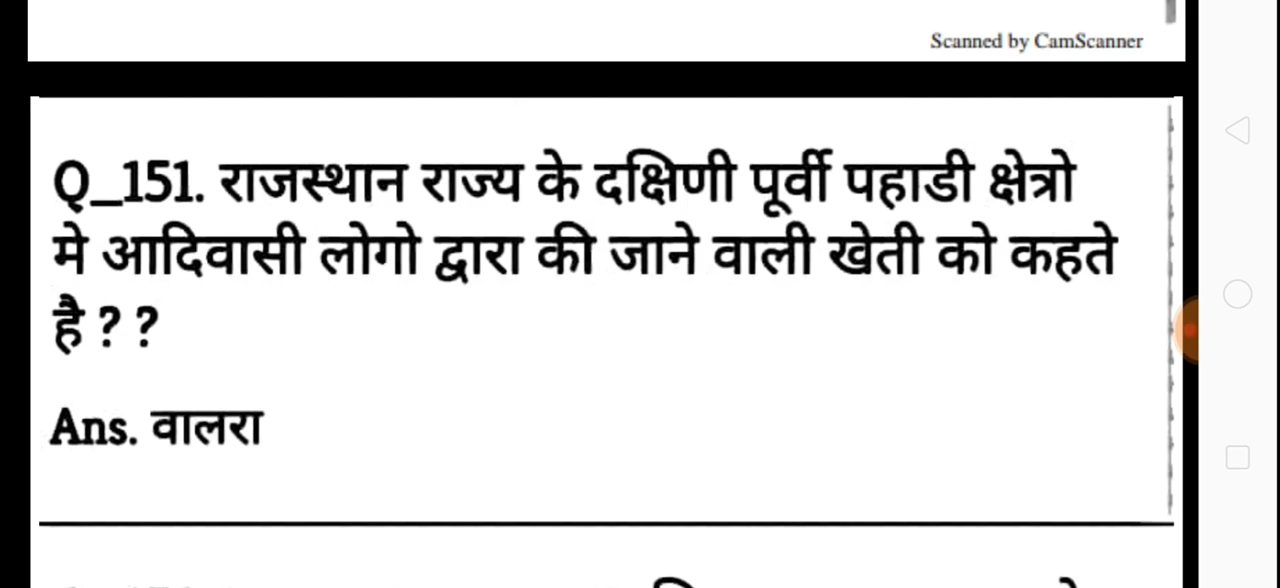 Scanned by CamScanner
Q_151. राजस्थान राज्य के दक्षिणी पूर्वी पहाडी क्षेत्रो
मे आदिवासी लोगो द्वारा की जाने वाली खेती को कहते
है ? ?
Ans. वालरा